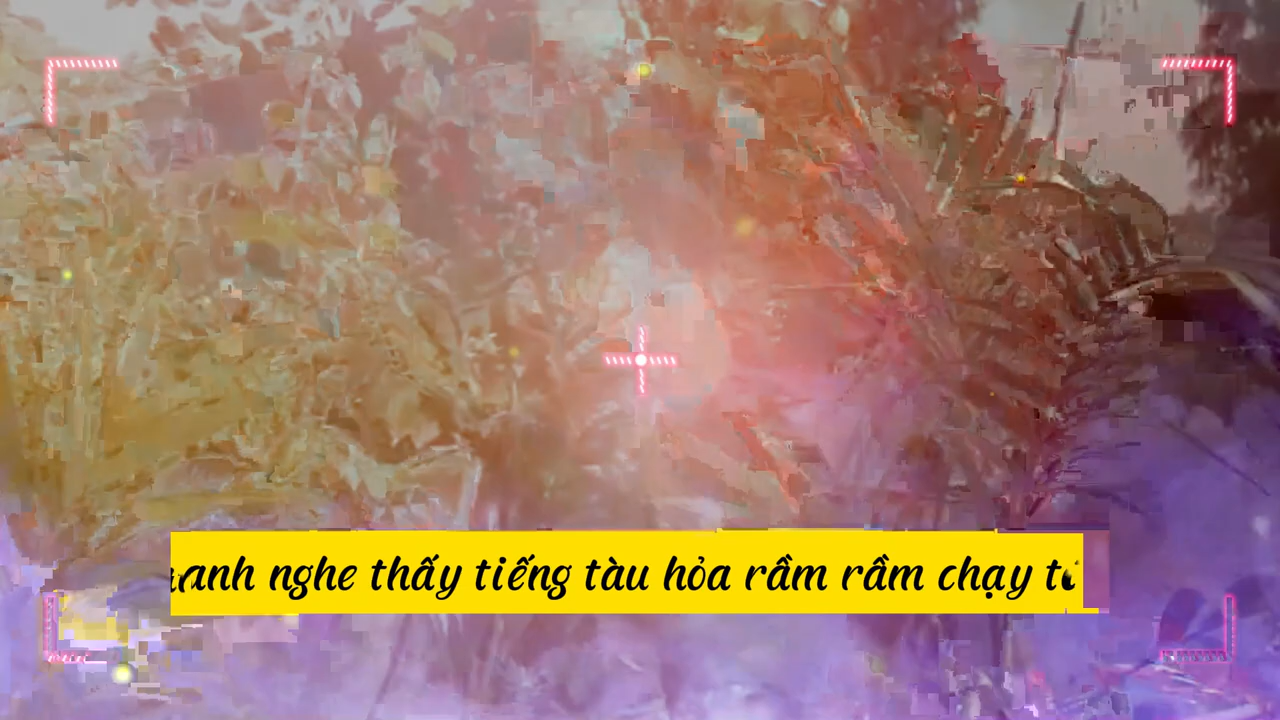 anh nghe thấy tiếng tàu hỏa rầm rầm chạy